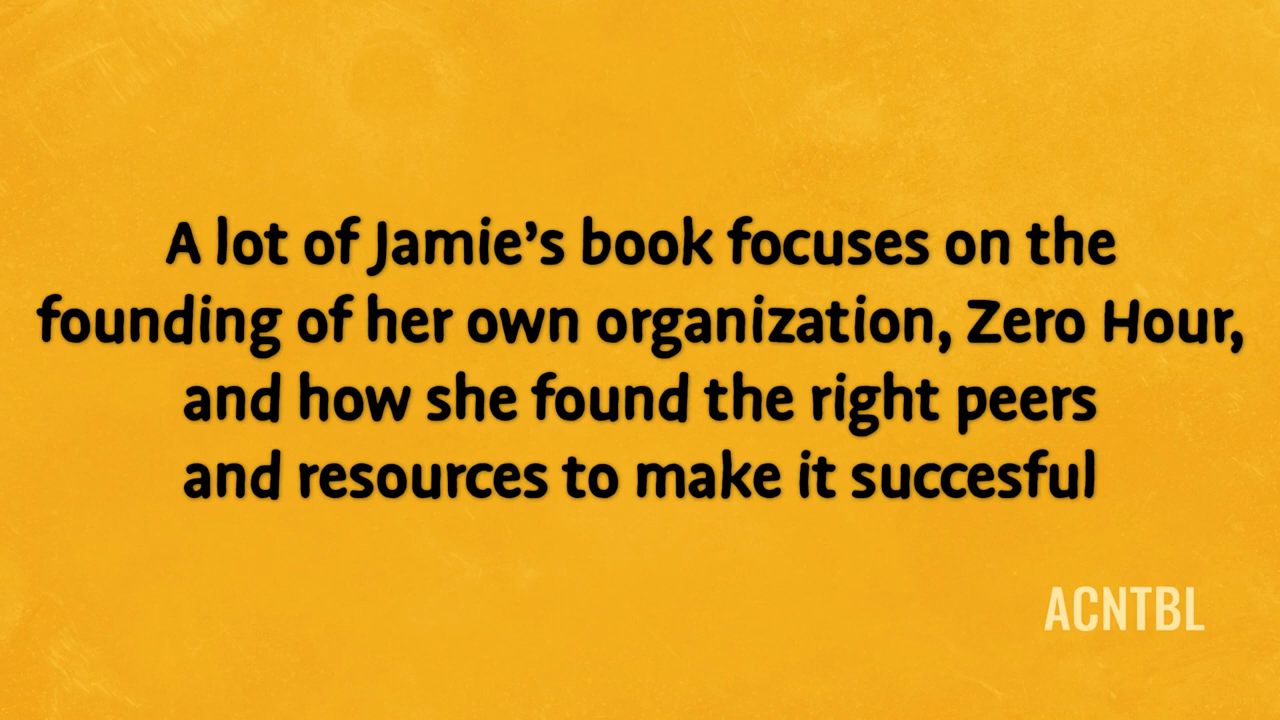 A lot of Jamie’s book focuses on the
founding of her own organization, Zero Hour,
and how she found the right peers
and resources to make it succesful
ACNTBL